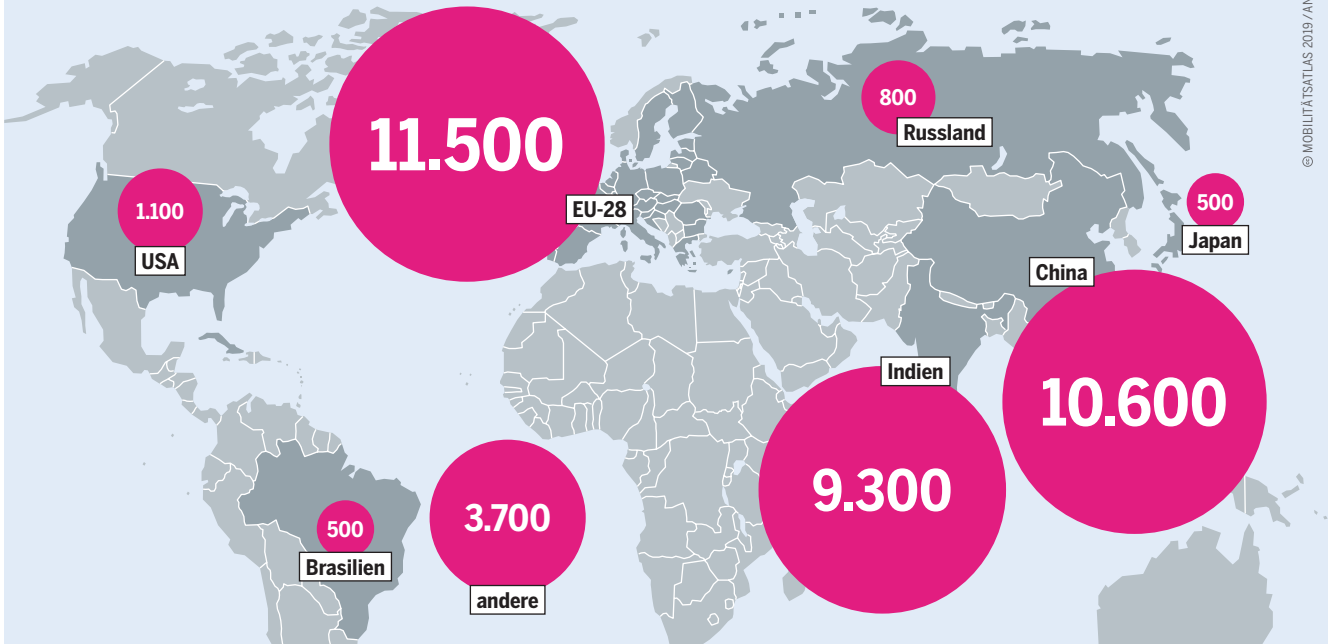 11.500
EU-28
800
Russland
1.100
USA
500
Japan
China
10.600
Indien
9.300
500
Brasilien
3.700
andere
MOBILITÄTSATLAS 2019